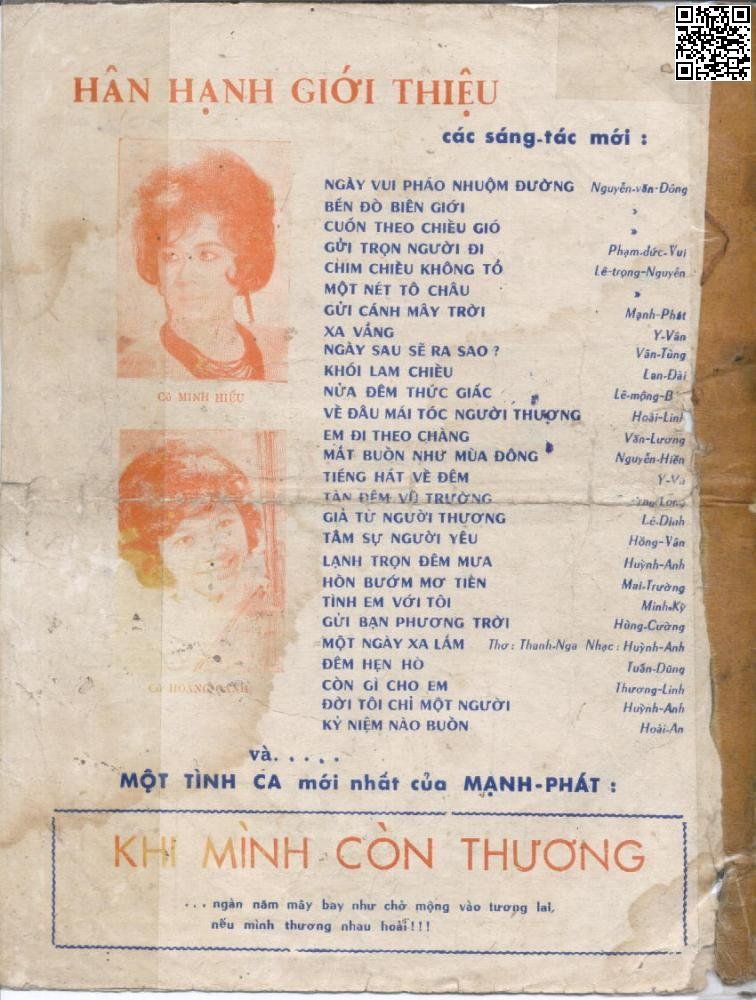 HÂN HẠNH GIỚI THIỆU
các sáng-tác mới :
NGÀY VUI PHÁO NHUỘM ĐƯỜNG Nguyễn-văn-Đông
BẾN ĐÒ BIÊN GIỚI »
CUỐN THEO CHIỀU GIÓ »
GỬI TRỌN NGƯỜI ĐI Phạm-đức-Vui
CHIM CHIỀU KHÔNG TỔ Lê-trọng-Nguyễn
MỘT NÉT TÔ CHÂU »
GỬI CÁNH MÂY TRỜI Mạnh-Phát
XA VẮNG Y-Vân
NGÀY SAU SẼ RA SAO ? Văn-Tùng
KHÓI LAM CHIỀU Lan-Đài
NỬA ĐÊM THỨC GIẤC Lê-mộng-B
VỀ ĐÂU MÁI TÓC NGƯỜI THƯƠNG Hoài-Linh
EM ĐI THEO CHÀNG Văn-Lương
MẮT BUỒN NHƯ MÙA ĐÔNG Nguyễn-Hiền
TIẾNG HÁT VỀ ĐÊM
TÀN ĐÊM VŨ TRƯỜNG
GIÃ TỪ NGƯỜI THƯƠNG Lê-Dinh
TÂM SỰ NGƯỜI YÊU Hồng-Vân
LẠNH TRỌN ĐÊM MƯA Huỳnh-Anh
HỒN BƯỚM MƠ TIÊN Mai-Trường
TÌNH EM VỚI TÔI Minh-Kỳ
GỬI BẠN PHƯƠNG TRỜI Hùng-Cường
MỘT NGÀY XA LẮM Thơ : Thanh-Nga Nhạc : Huỳnh-Anh
ĐÊM HẸN HÒ Tuấn-Dũng
CÒN GÌ CHO EM Thương-Linh
ĐỜI TÔI CHỈ MỘT NGƯỜI Huỳnh-Anh
KỶ NIỆM NÀO BUỒN Hoài-An
Cô MINH HIẾU
Cô HOÀNG OANH
và. . . . .
MỘT TÌNH CA mới nhất của MẠNH-PHÁT :
KHI MÌNH CÒN THƯƠNG
. . . ngàn năm mây bay như chở mộng vào tương lai,
nếu mình thương nhau hoài!!!